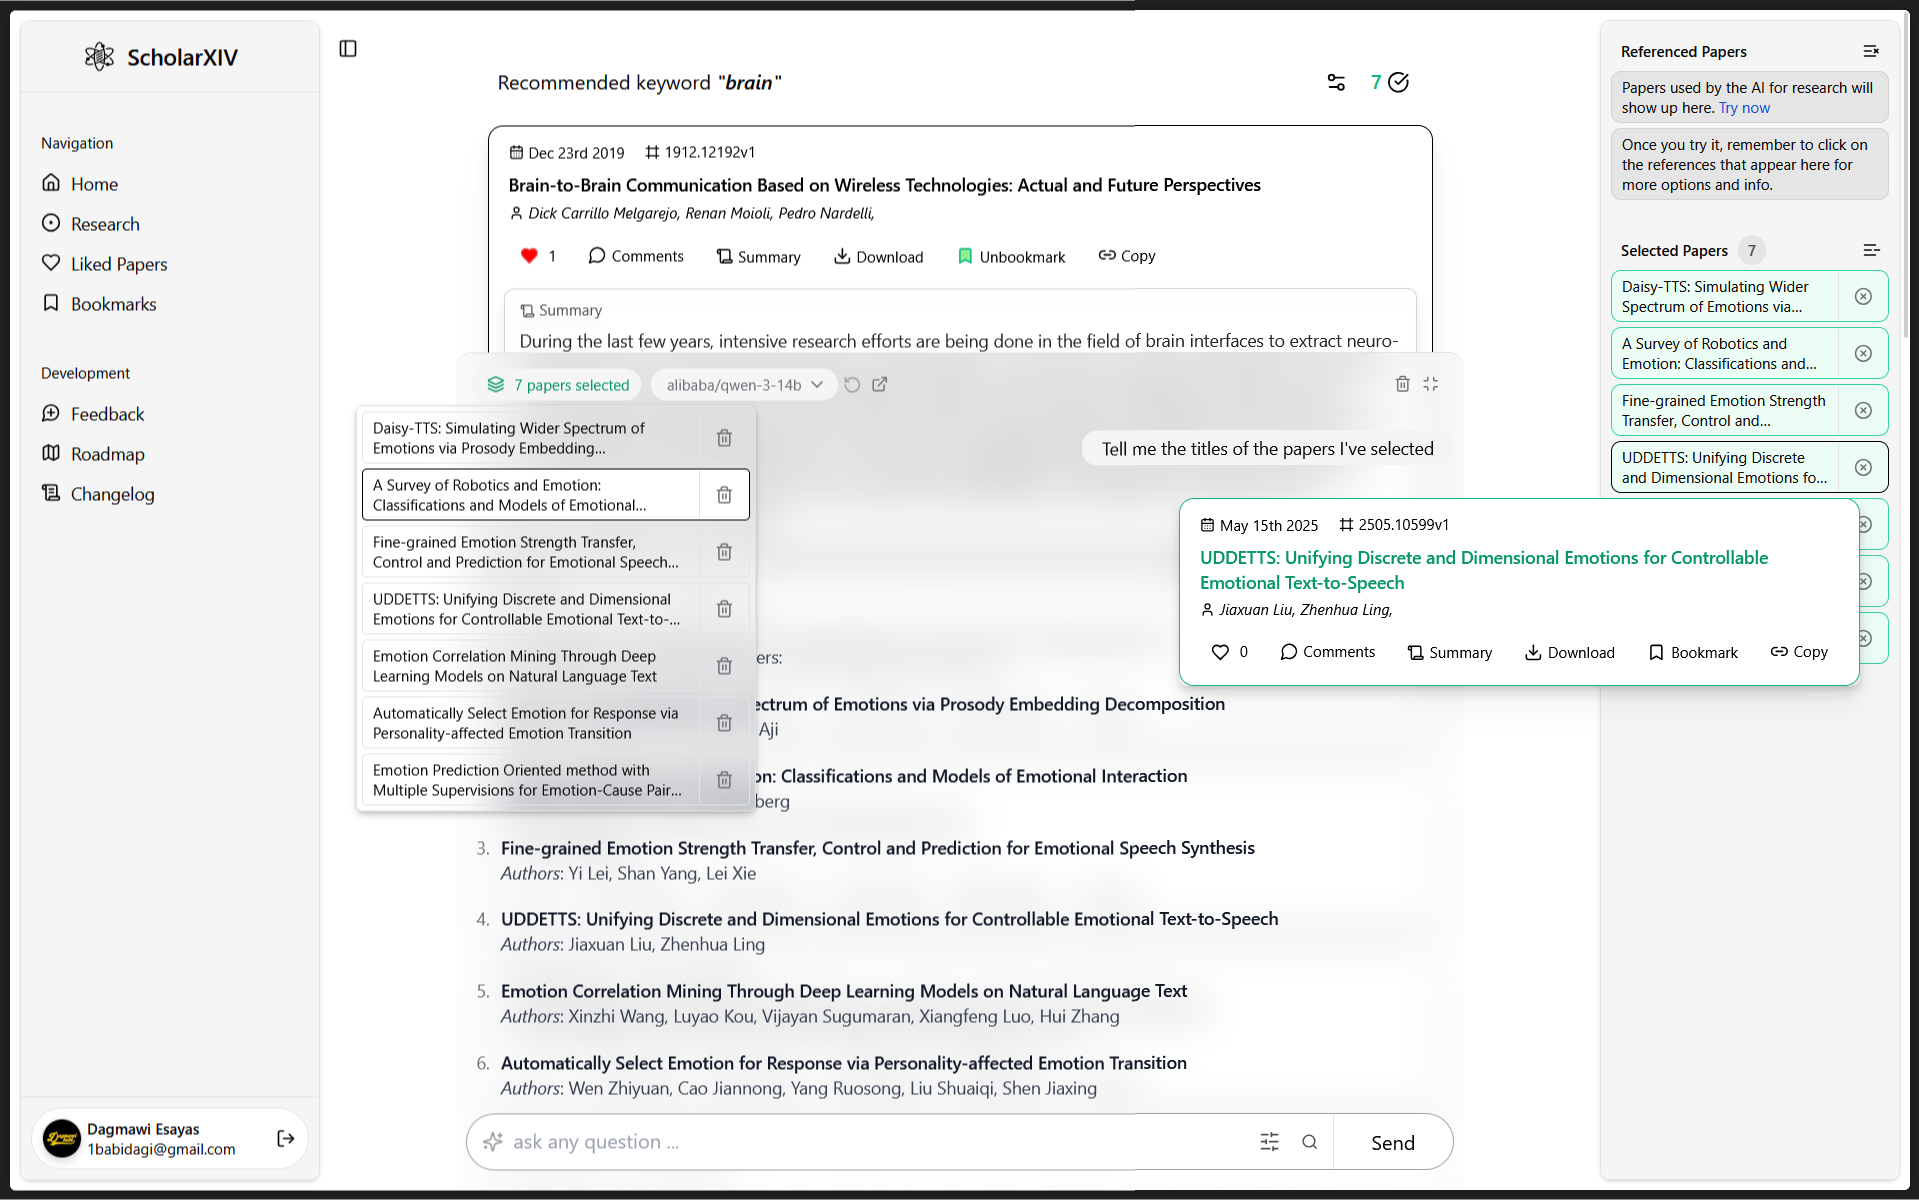 ScholarXIV
Navigation
Home
Research
Liked Papers
Bookmarks
Development
Feedback
Roadmap
Changelog
Dagmawi Esayas
1babidagi@gmail.com
Recommended keyword "brain"
7
Dec 23rd 2019 1912.12192v1
Brain-to-Brain Communication Based on Wireless Technologies: Actual and Future Perspectives
Dick Carrillo Melgarejo, Renan Moioli, Pedro Nardelli,
1 Comments Summary Download Unbookmark Copy
Summary
During the last few years, intensive research efforts are being done in the field of brain interfaces to extract neuro-
7 papers selected alibaba/qwen-3-14b
Daisy-TTS: Simulating Wider Spectrum of
Emotions via Prosody Embedding...
A Survey of Robotics and Emotion:
Classifications and Models of Emotional...
Fine-grained Emotion Strength Transfer,
Control and Prediction for Emotional Speech...
UDDETTS: Unifying Discrete and Dimensional
Emotions for Controllable Emotional Text-to-...
Emotion Correlation Mining Through Deep
Learning Models on Natural Language Text
Automatically Select Emotion for Response via
Personality-affected Emotion Transition
Emotion Prediction Oriented method with
Multiple Supervisions for Emotion-Cause Pair...
Tell me the titles of the papers I've selected
ers:
ectrum of Emotions via Prosody Embedding Decomposition
Aji
on: Classifications and Models of Emotional Interaction
berg
3. Fine-grained Emotion Strength Transfer, Control and Prediction for Emotional Speech Synthesis
Authors: Yi Lei, Shan Yang, Lei Xie
4. UDDETTS: Unifying Discrete and Dimensional Emotions for Controllable Emotional Text-to-Speech
Authors: Jiaxuan Liu, Zhenhua Ling
5. Emotion Correlation Mining Through Deep Learning Models on Natural Language Text
Authors: Xinzhi Wang, Luyao Kou, Vijayan Sugumaran, Xiangfeng Luo, Hui Zhang
6. Automatically Select Emotion for Response via Personality-affected Emotion Transition
Authors: Wen Zhiyuan, Cao Jiannong, Yang Ruosong, Liu Shuaiqi, Shen Jiaxing
ask any question ...
Send
Referenced Papers
Papers used by the AI for research will
show up here. Try now
Once you try it, remember to click on
the references that appear here for
more options and info.
Selected Papers 7
Daisy-TTS: Simulating Wider
Spectrum of Emotions via...
A Survey of Robotics and
Emotion: Classifications and...
Fine-grained Emotion Strength
Transfer, Control and...
UDDETTS: Unifying Discrete
and Dimensional Emotions fo...
May 15th 2025 2505.10599v1
UDDETTS: Unifying Discrete and Dimensional Emotions for Controllable
Emotional Text-to-Speech
Jiaxuan Liu, Zhenhua Ling,
0 Comments Summary Download Bookmark Copy